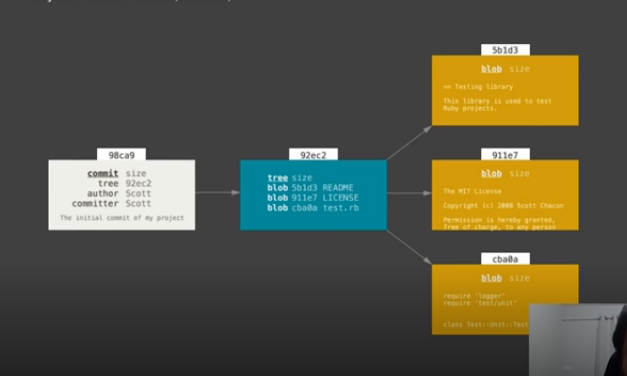 98ca9
commit size
tree 92ec2
author Scott
committer Scott
The initial commit of my project
92ec2
tree size
blob 5b1d3 README
blob 911e7 LICENSE
blob cba0a test.rb
5b1d3
blob size
== Testing library
This library is used to test
Ruby projects.
911e7
blob size
The MIT License
Copyright (c) 2008 Scott Chacon
Permission is hereby granted,
free of charge, to any person
cba0a
blob size
require 'logger'
require 'test/unit'
class Test::Unit::Test